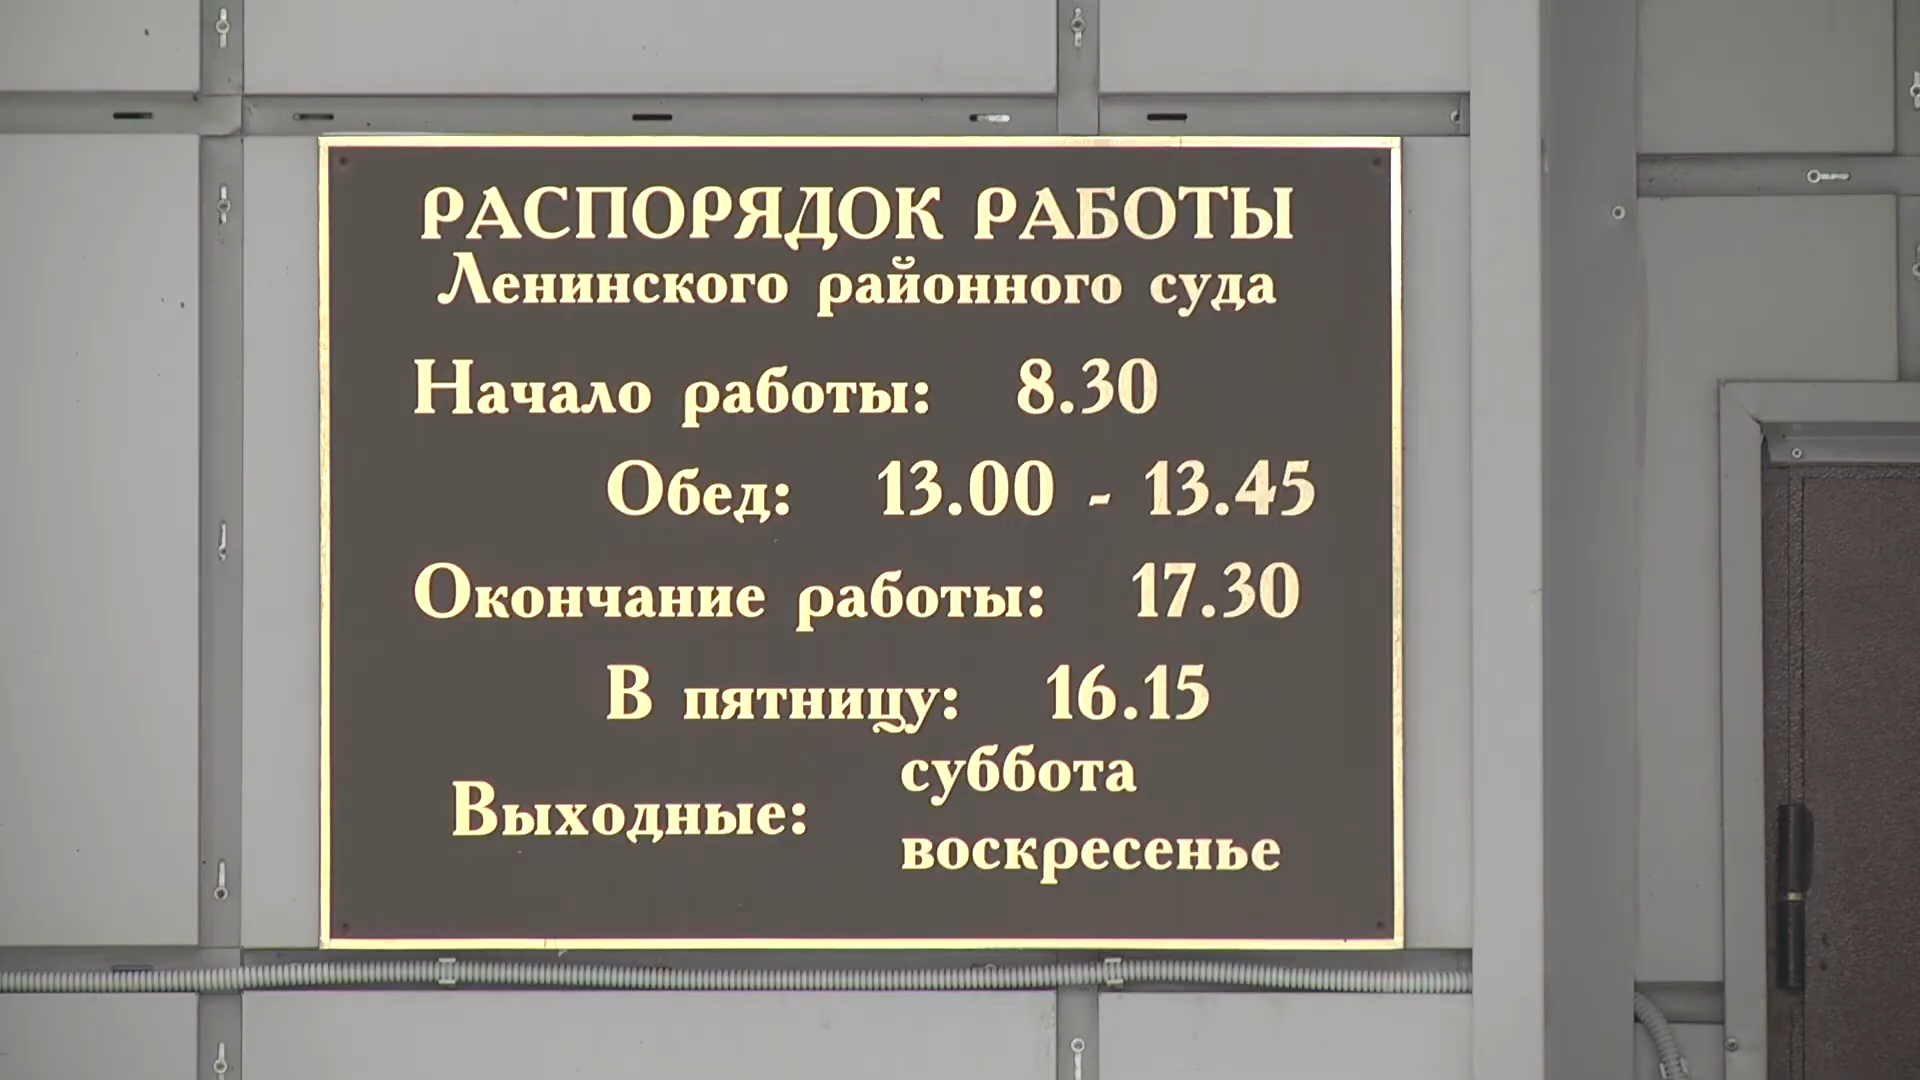 РАСПОРЯДОК РАБОТЫ
Ленинского районного суда
Начало работы: 8.30
Обед: 13.00 - 13.45
Окончание работы: 17.30
В пятницу: 16.15
Выходные: суббота
воскресенье